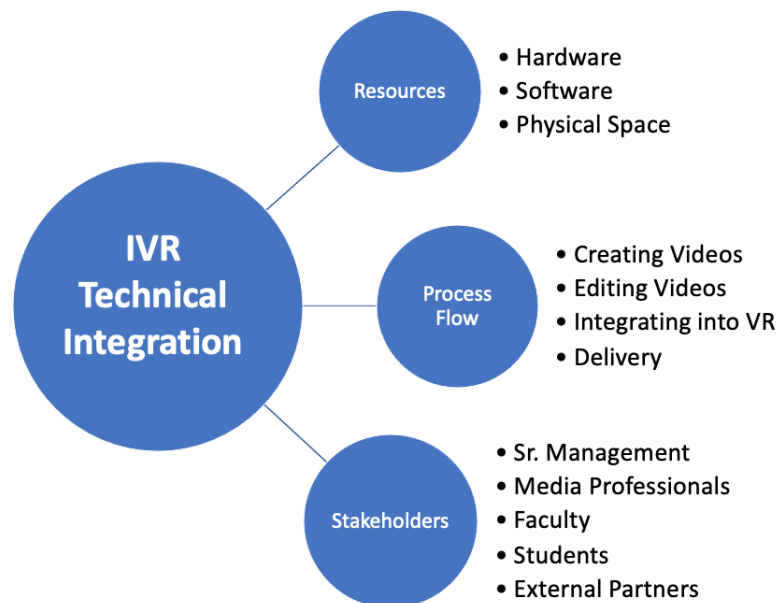 IVR
Technical
Integration
Resources
• Hardware
• Software
• Physical Space
Process
Flow
• Creating Videos
• Editing Videos
• Integrating into VR
• Delivery
Stakeholders
• Sr. Management
• Media Professionals
• Faculty
• Students
• External Partners